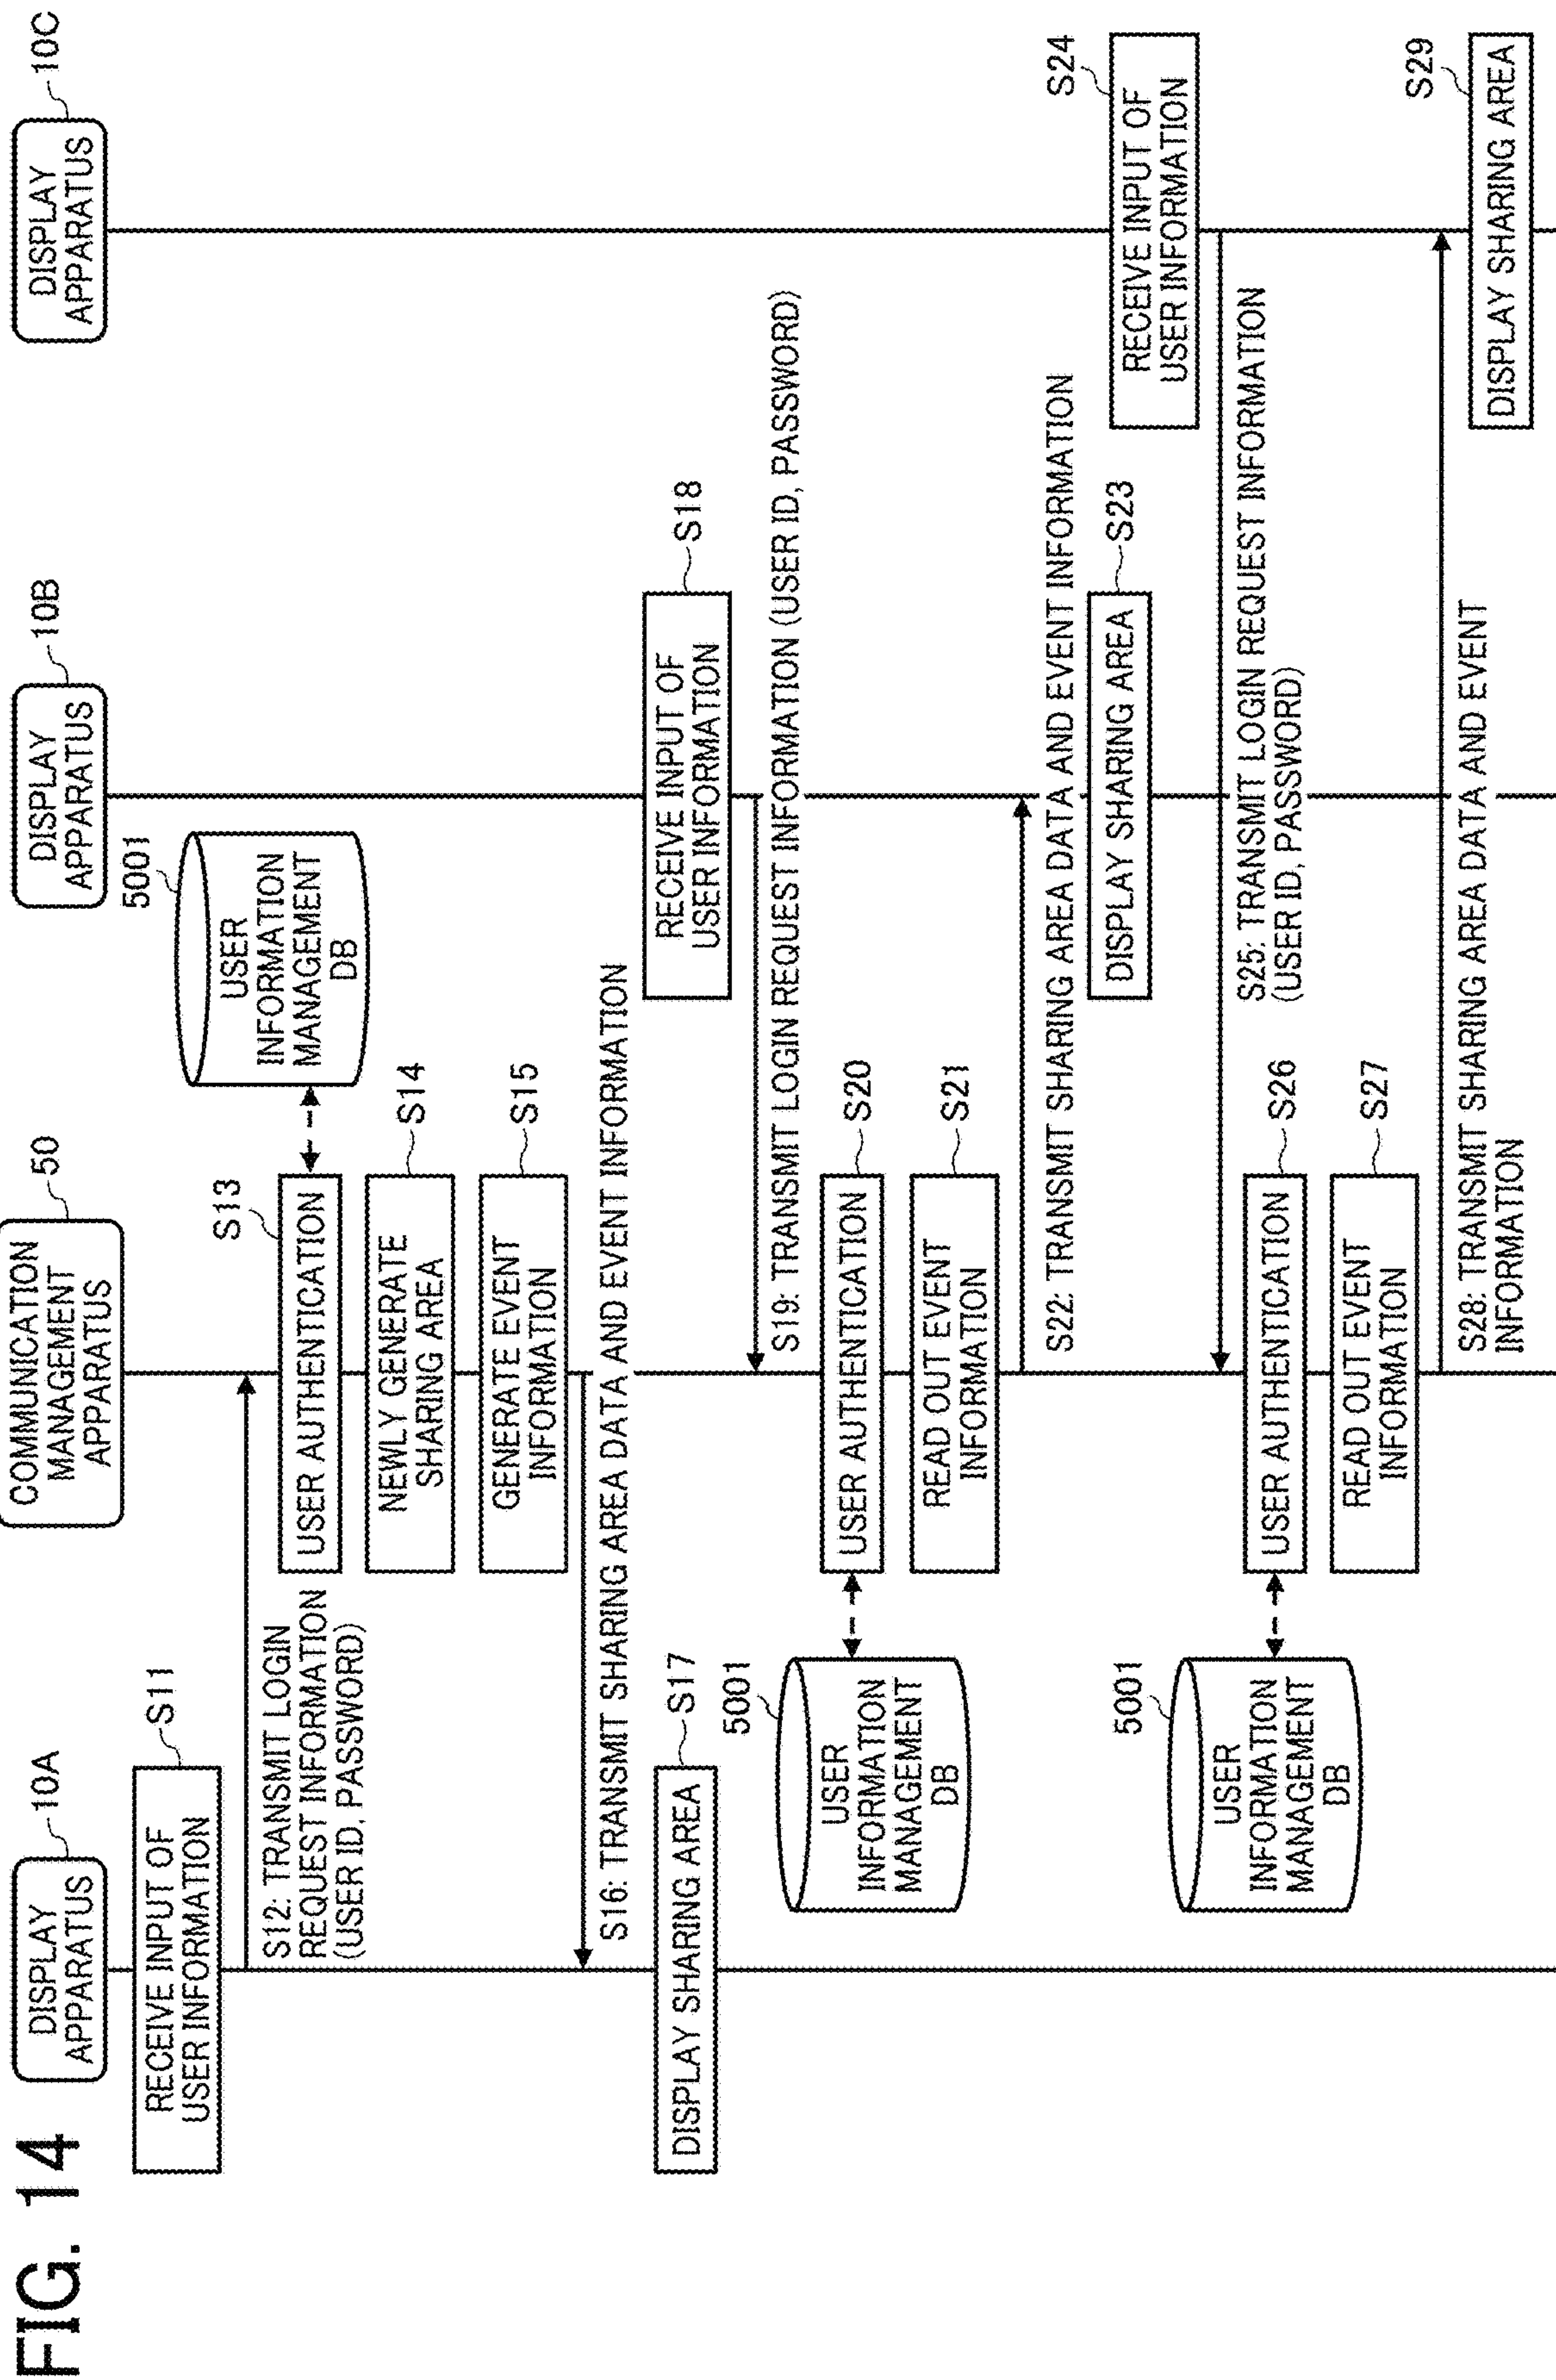 FIG. 14
DISPLAY
APPARATUS
10A
COMMUNICATION
MANAGEMENT
APPARATUS
50
DISPLAY
APPARATUS
10B
DISPLAY
APPARATUS
10C
RECEIVE INPUT OF
USER INFORMATION
S11
S12: TRANSMIT LOGIN
REQUEST INFORMATION
(USER ID, PASSWORD)
S13
USER AUTHENTICATION
5001
USER
INFORMATION
MANAGEMENT
DB
NEWLY GENERATE
SHARING AREA
S14
GENERATE EVENT
INFORMATION
S15
S16: TRANSMIT SHARING AREA DATA AND EVENT INFORMATION
DISPLAY SHARING AREA
S17
RECEIVE INPUT OF
USER INFORMATION
S18
S19: TRANSMIT LOGIN REQUEST INFORMATION (USER ID, PASSWORD)
5001
USER
INFORMATION
MANAGEMENT
DB
USER AUTHENTICATION
S20
READ OUT EVENT
INFORMATION
S21
S22: TRANSMIT SHARING AREA DATA AND EVENT INFORMATION
DISPLAY SHARING AREA
S23
RECEIVE INPUT OF
USER INFORMATION
S24
S25: TRANSMIT LOGIN REQUEST INFORMATION
(USER ID, PASSWORD)
5001
USER
INFORMATION
MANAGEMENT
DB
USER AUTHENTICATION
S26
READ OUT EVENT
INFORMATION
S27
S28: TRANSMIT SHARING AREA DATA AND EVENT
INFORMATION
DISPLAY SHARING AREA
S29